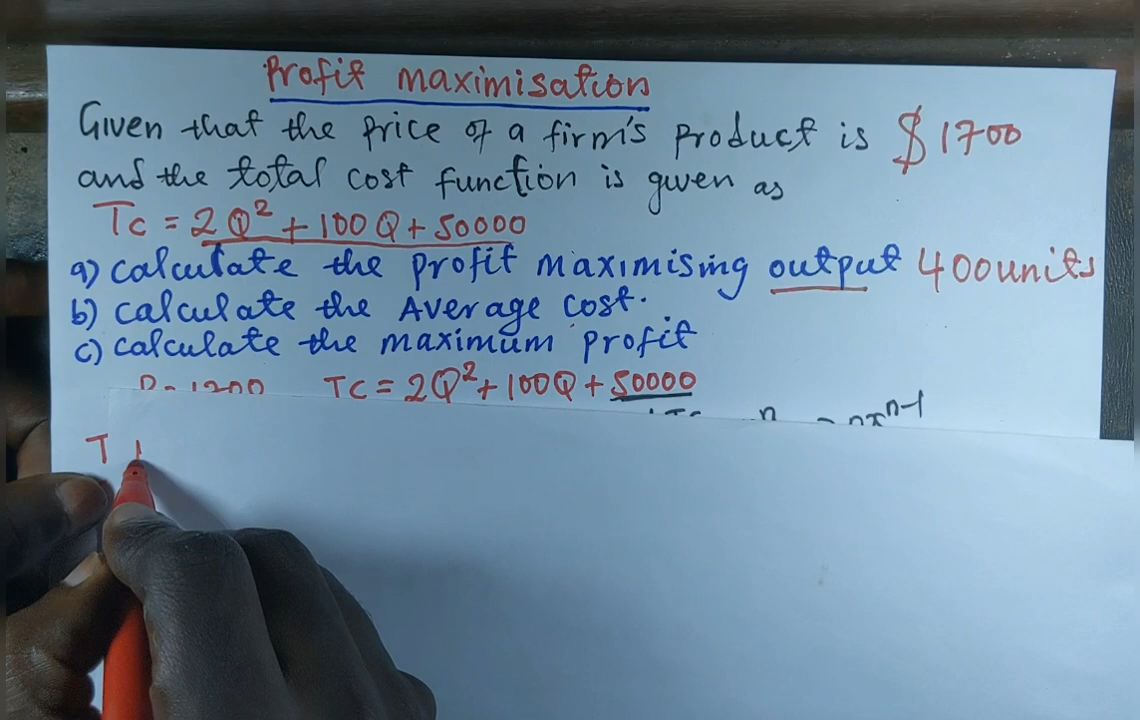 Profit maximisation
Given that the price of a firm's product is $1700
and the total cost function is given as
Tc = 2Q² + 100Q + 50000
a) calculate the profit maximising output 400units
b) calculate the Average cost.
c) calculate the maximum profit
TC = 2Q² + 100Q + 50000
T